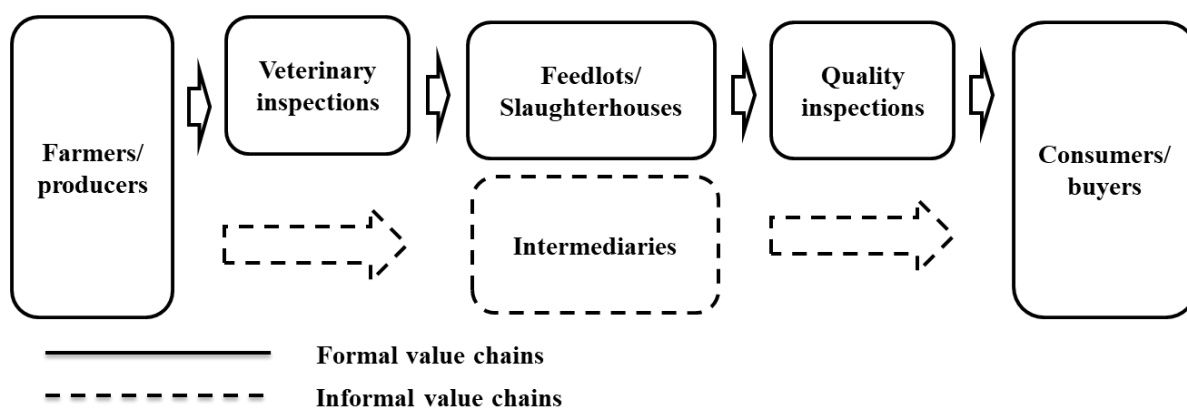 Farmers/
producers
Veterinary
inspections
Feedlots/
Slaughterhouses
Quality
inspections
Consumers/
buyers
Intermediaries
Formal value chains
Informal value chains